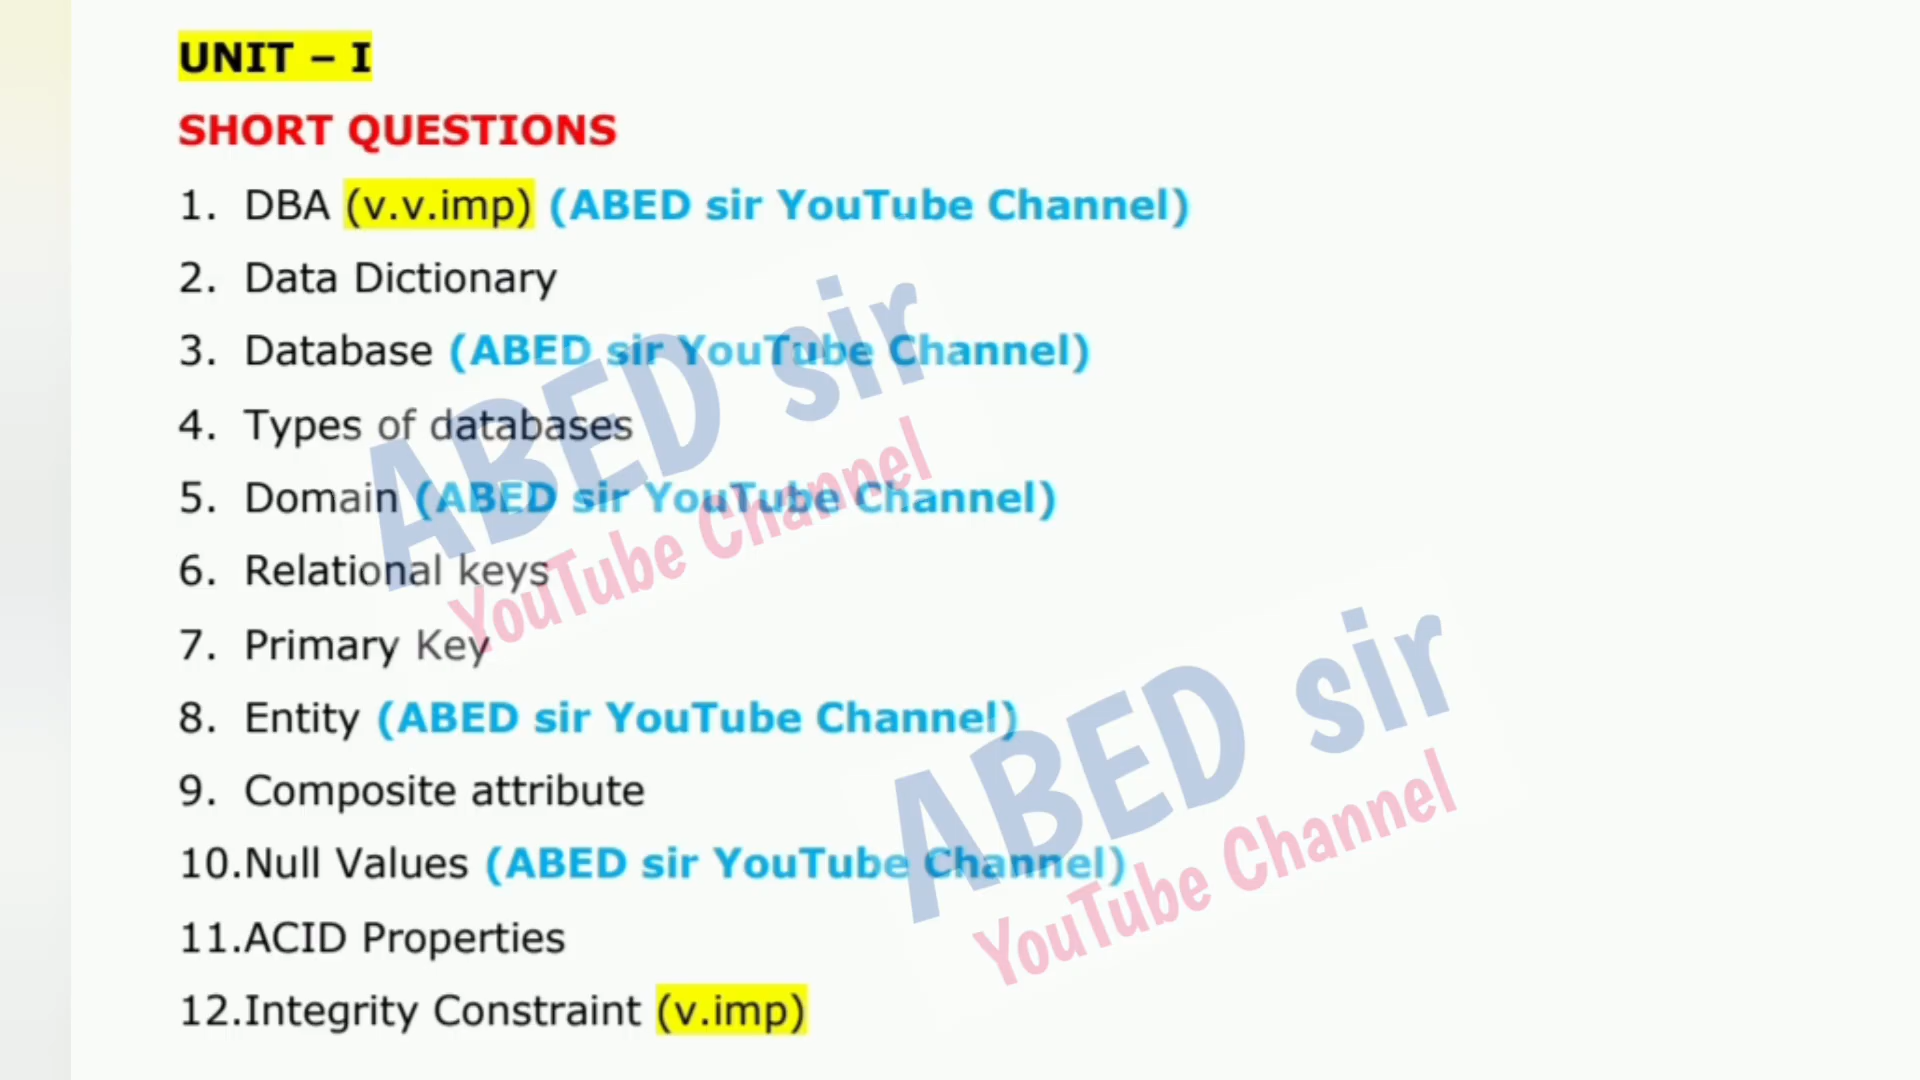 UNIT – I
SHORT QUESTIONS
1. DBA (v.v.imp) (ABED sir YouTube Channel)
2. Data Dictionary
3. Database (ABED sir YouTube Channel)
4. Types of databases
5. Domain (ABED sir YouTube Channel)
6. Relational keys
7. Primary Key
8. Entity (ABED sir YouTube Channel)
9. Composite attribute
10.Null Values (ABED sir YouTube Channel)
11.ACID Properties
12.Integrity Constraint (v.imp)
ABED sir
YouTube Channel
ABED sir
YouTube Channel